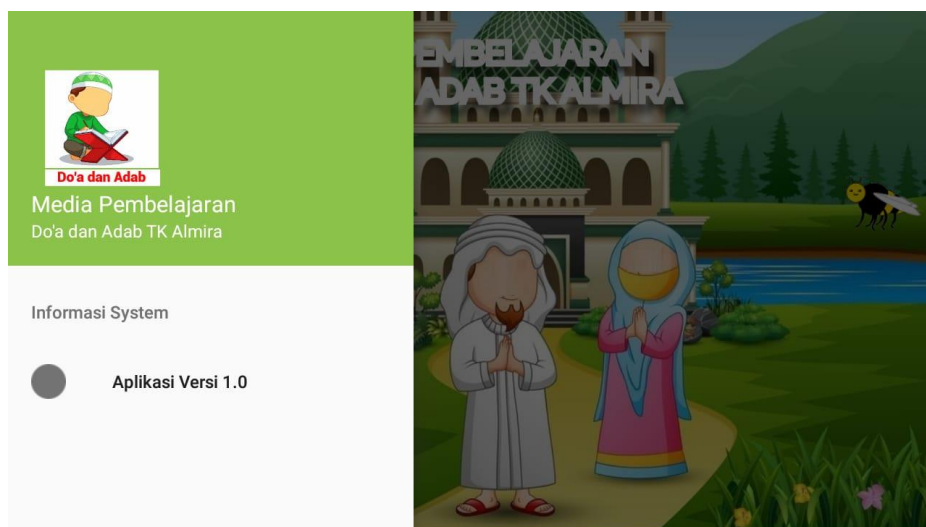 Do'a dan Adab
Media Pembelajaran
Do'a dan Adab TK Almira
Informasi System
Aplikasi Versi 1.0
EMBELAJARAN
ADAB TK ALMIRA